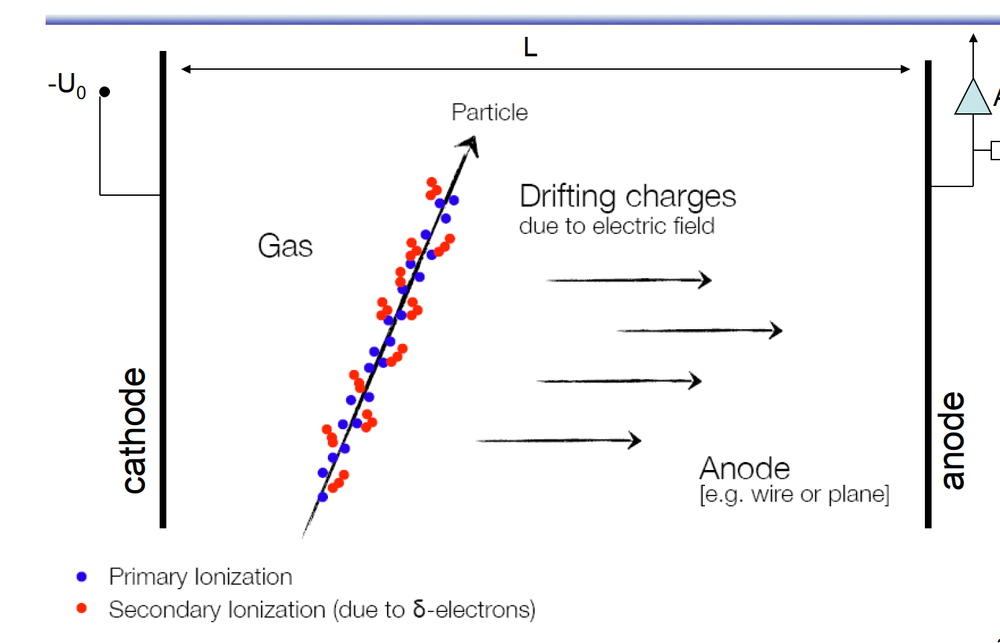 L
-U0
Particle
Drifting charges
due to electric field
Gas
cathode
anode
Anode
[e.g. wire or plane]
Primary Ionization
Secondary Ionization (due to δ-electrons)